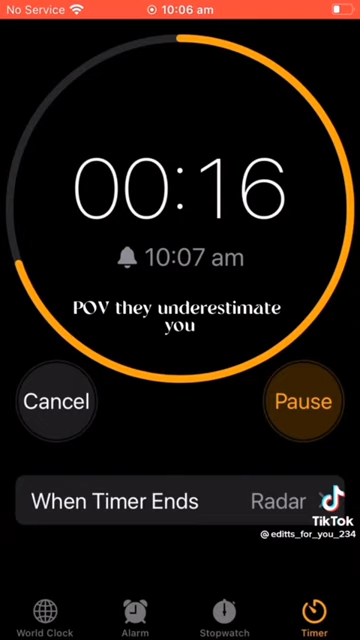 No Service 10:06 am
00:16
10:07 am
POV they underestimate
you
Cancel Pause
When Timer Ends Radar
TikTok
@editts_for_you_234
World Clock Alarm Stopwatch Timer